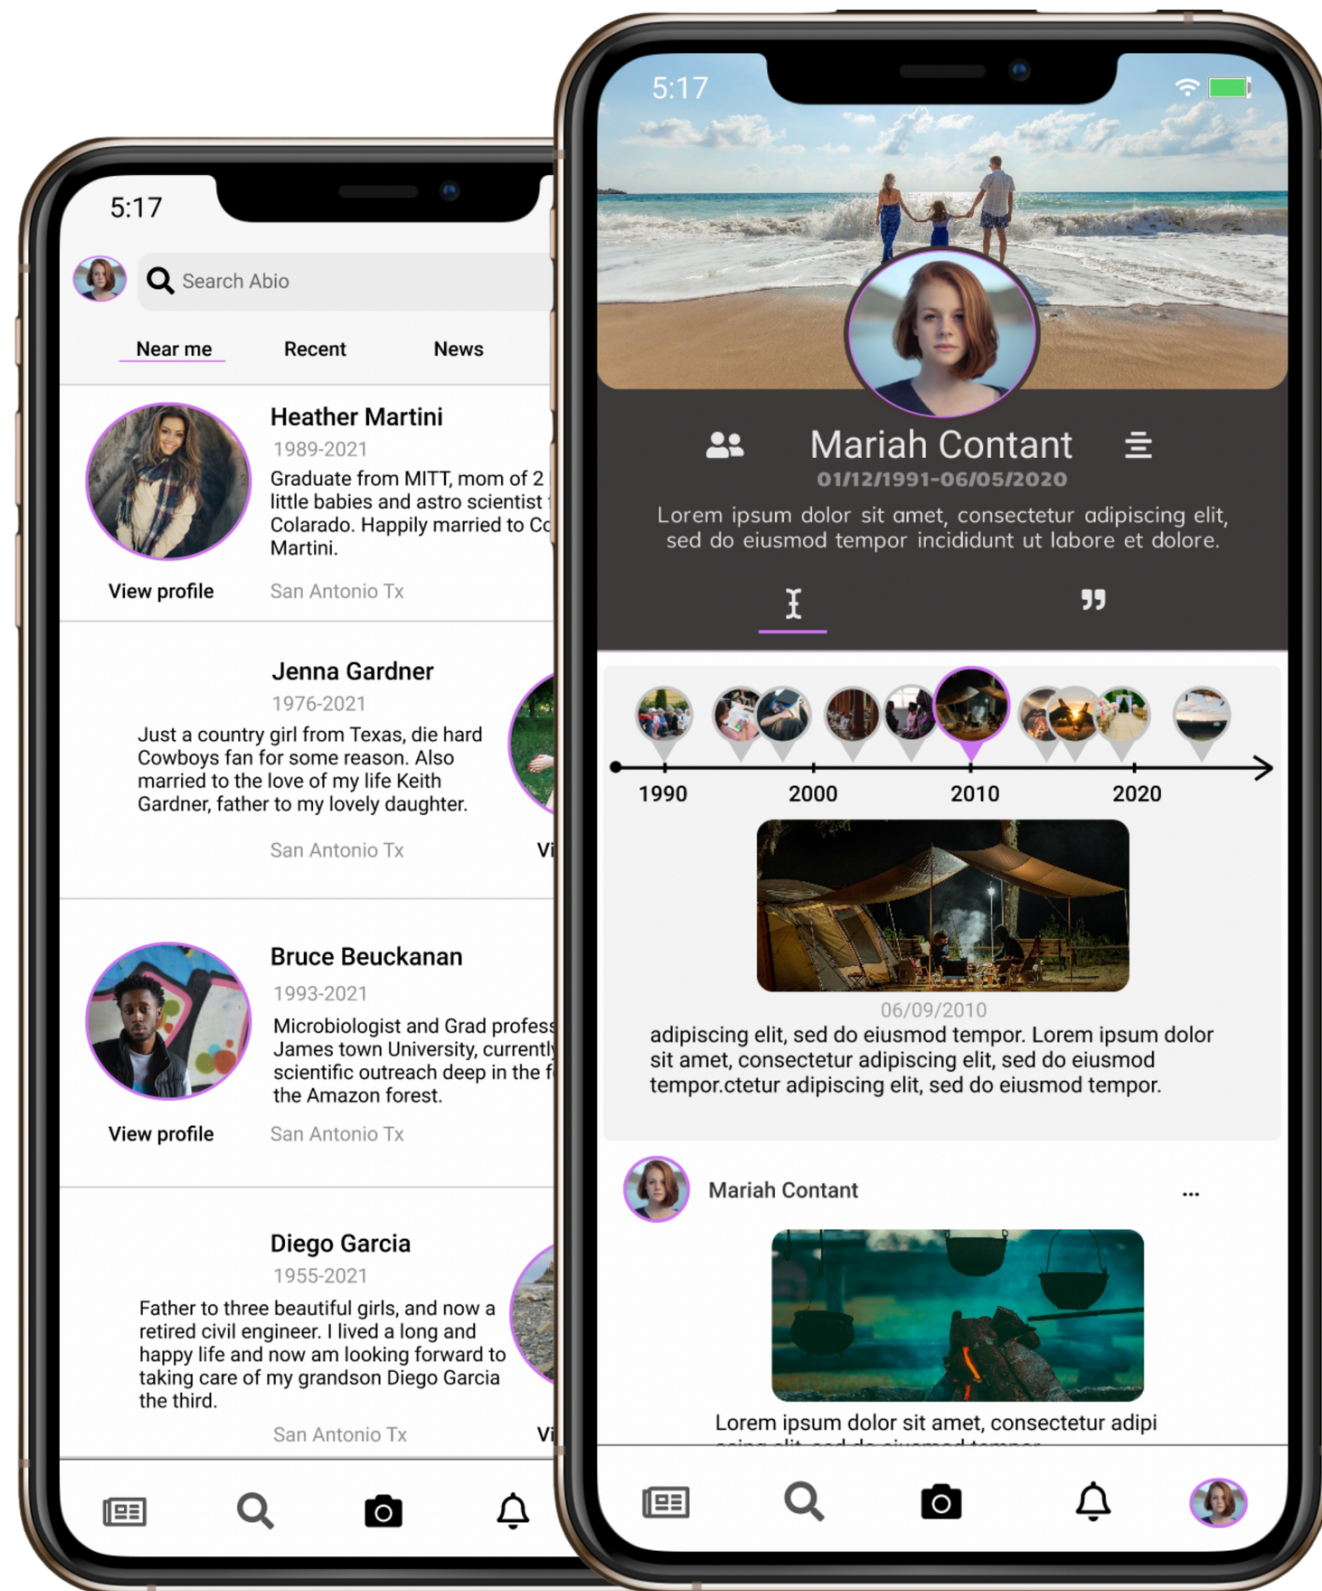 5:17
Search Abio
Near me
Recent
News
Heather Martini
1989-2021
Graduate from MITT, mom of 2
little babies and astro scientist
Colarado. Happily married to
Martini.
View profile
San Antonio Tx
Jenna Gardner
1976-2021
Just a country girl from Texas, die hard
Cowboys fan for some reason. Also
married to the love of my life Keith
Gardner, father to my lovely daughter.
San Antonio Tx
Bruce Beuckanan
1993-2021
Microbiologist and Grad
James town University,
scientific outreach deep in the
the Amazon forest.
View profile
San Antonio Tx
Diego Garcia
1955-2021
Father to three beautiful girls, and now a
retired civil engineer. I lived a long and
happy life and now am looking forward to
taking care of my grandson Diego Garcia
the third.
San Antonio Tx
5:17
Mariah Contant
01/12/1991-06/05/2020
Lorem ipsum dolor sit amet, consectetur adipiscing elit,
sed do eiusmod tempor incididunt ut labore et dolore.
1990
2000
2010
2020
06/09/2010
adipiscing elit, sed do eiusmod tempor. Lorem ipsum dolor
sit amet, consectetur adipiscing elit, sed do eiusmod
tempor.ctetur adipiscing elit, sed do eiusmod tempor.
Mariah Contant
...
Lorem ipsum dolor sit amet, consectetur adipi